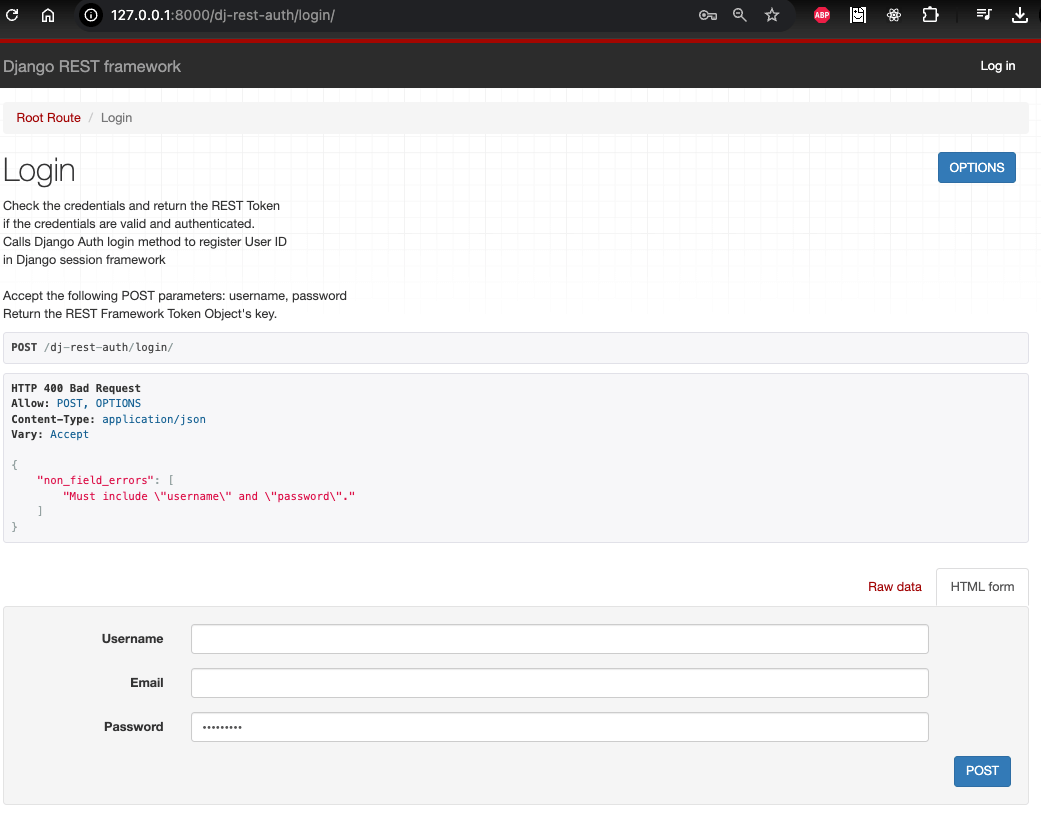 127.0.0.1:8000/dj-rest-auth/login/
ABP
Django REST framework
Log in
Root Route / Login
Login
OPTIONS
Check the credentials and return the REST Token
if the credentials are valid and authenticated.
Calls Django Auth login method to register User ID
in Django session framework
Accept the following POST parameters: username, password
Return the REST Framework Token Object's key.
POST /dj-rest-auth/login/
HTTP 400 Bad Request
Allow: POST, OPTIONS
Content-Type: application/json
Vary: Accept
{
    "non_field_errors": [
        "Must include \"username\" and \"password\"."
    ]
}
Raw data
HTML form
Username
Email
Password
•••••••••
POST